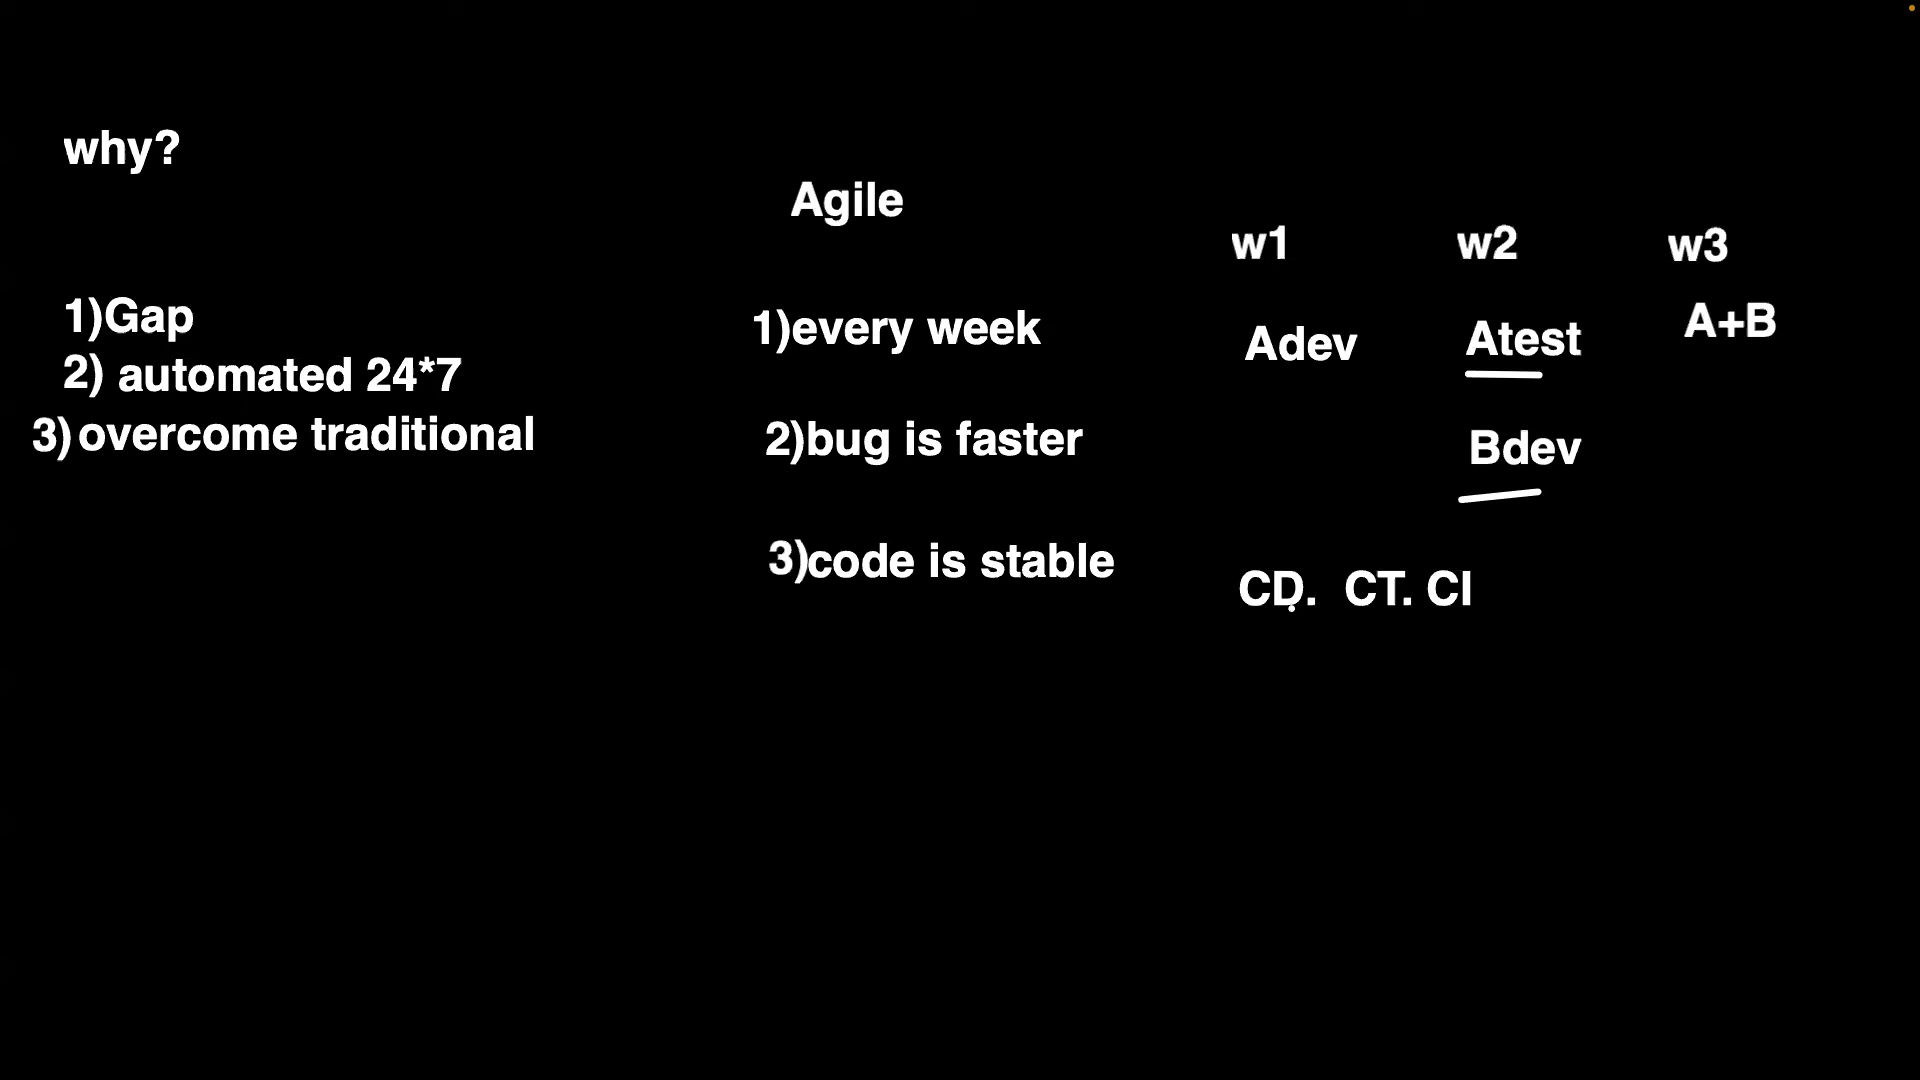 why?
1)Gap
2) automated 24*7
3)overcome traditional
Agile
1)every week
2)bug is faster
3)code is stable
w1 w2 w3
Adev Atest A+B
Bdev
CD. CT. CI